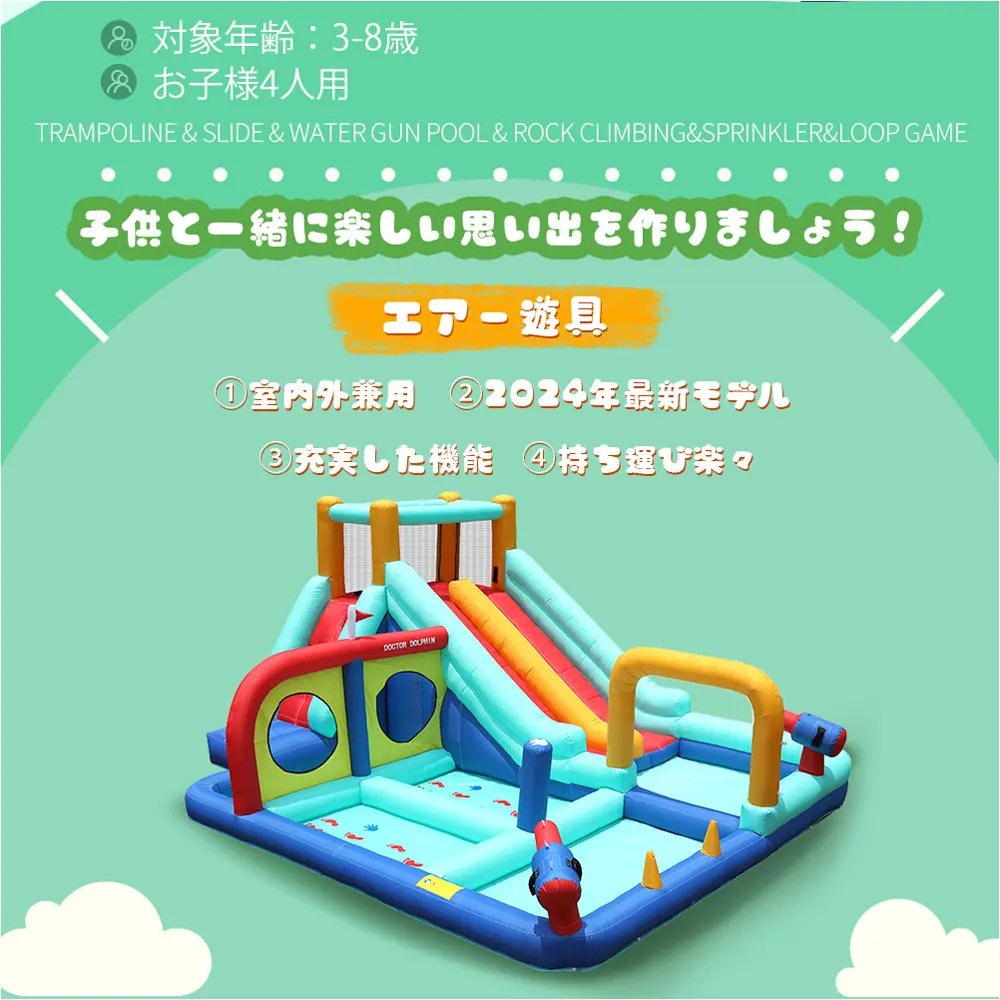 対象年齢：3-8歳
お子様4人用
TRAMPOLINE & SLIDE & WATER GUN POOL & ROCK CLIMBING&SPRINKLER&LOOP GAME
子供と一緒に楽しい思い出を作りましょう！
エアー遊具
①室内外兼用 ②2024年最新モデル
③充実した機能 ④持ち運び楽々
DOCTOR DOLPHIN